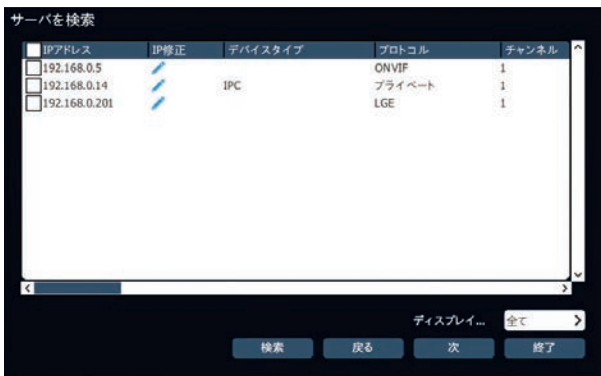 サーバを検索
IPアドレス IP修正 デバイスタイプ プロトコル チャンネル
192.168.0.5 ONVIF 1
192.168.0.14 IPC プライベート 1
192.168.0.201 LGE 1
ディスプレイ... 全て
検索 戻る 次 終了